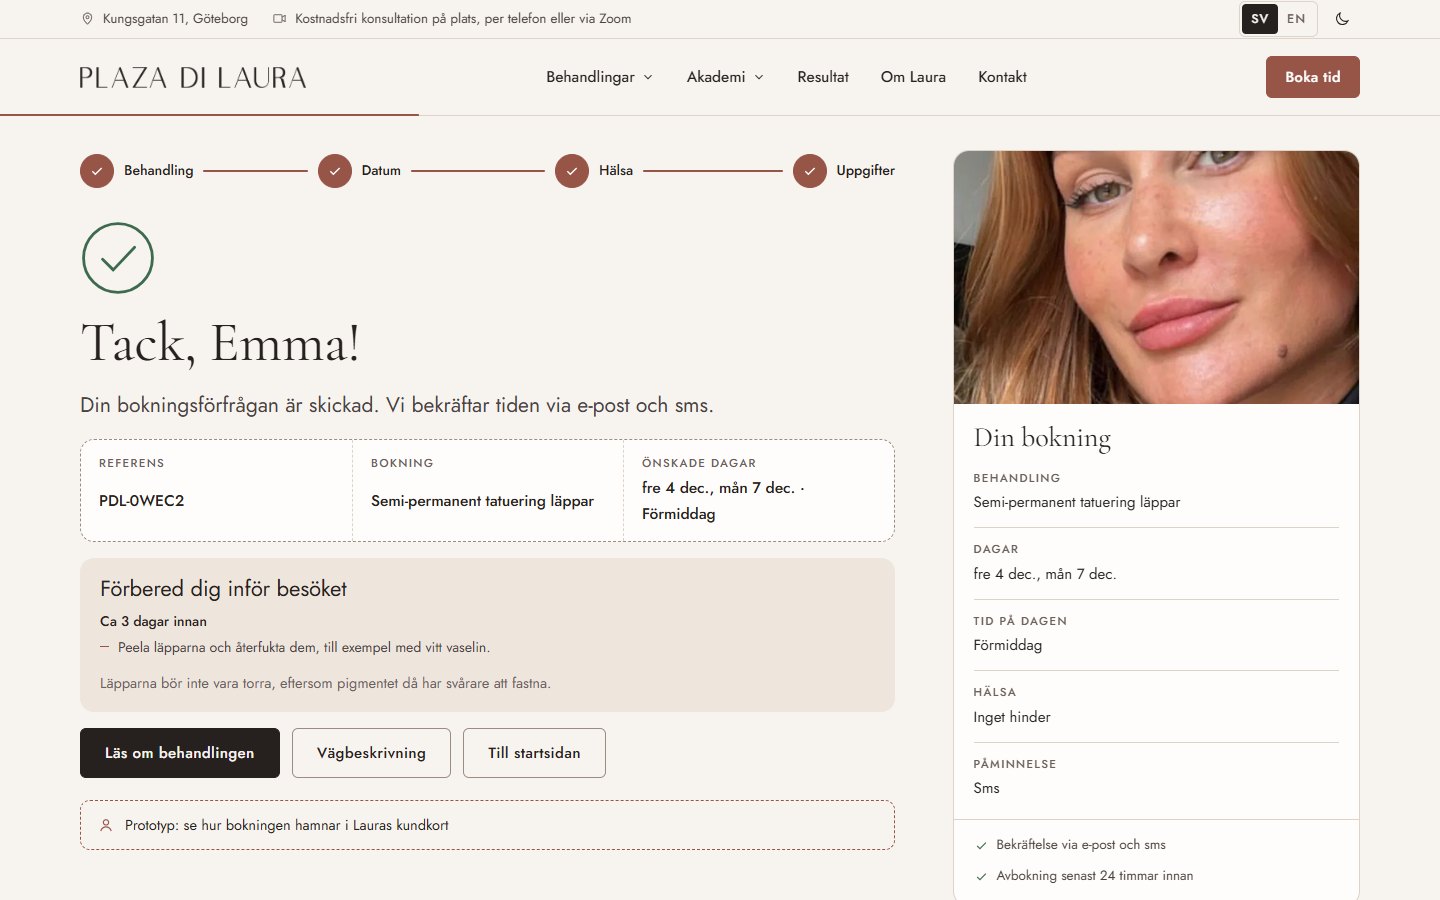 Kungsgatan 11, Göteborg
Kostnadsfri konsultation på plats, per telefon eller via Zoom
SV
EN
PLAZA DI LAURA
Behandlingar
Akademi
Resultat
Om Laura
Kontakt
Boka tid
Behandling
Datum
Hälsa
Uppgifter
Tack, Emma!
Din bokningsförfrågan är skickad. Vi bekräftar tiden via e-post och sms.
REFERENS
PDL-0WEC2
BOKNING
Semi-permanent tatuering läppar
ÖNSKADE DAGAR
fre 4 dec., mån 7 dec. ·
Förmiddag
Förbered dig inför besöket
Ca 3 dagar innan
Peela läpparna och återfukta dem, till exempel med vitt vaselin.
Läpparna bör inte vara torra, eftersom pigmentet då har svårare att fastna.
Läs om behandlingen
Vägbeskrivning
Till startsidan
Prototyp: se hur bokningen hamnar i Lauras kundkort
Din bokning
BEHANDLING
Semi-permanent tatuering läppar
DAGAR
fre 4 dec., mån 7 dec.
TID PÅ DAGEN
Förmiddag
HÄLSA
Inget hinder
PÅMINNELSE
Sms
Bekräftelse via e-post och sms
Avbokning senast 24 timmar innan